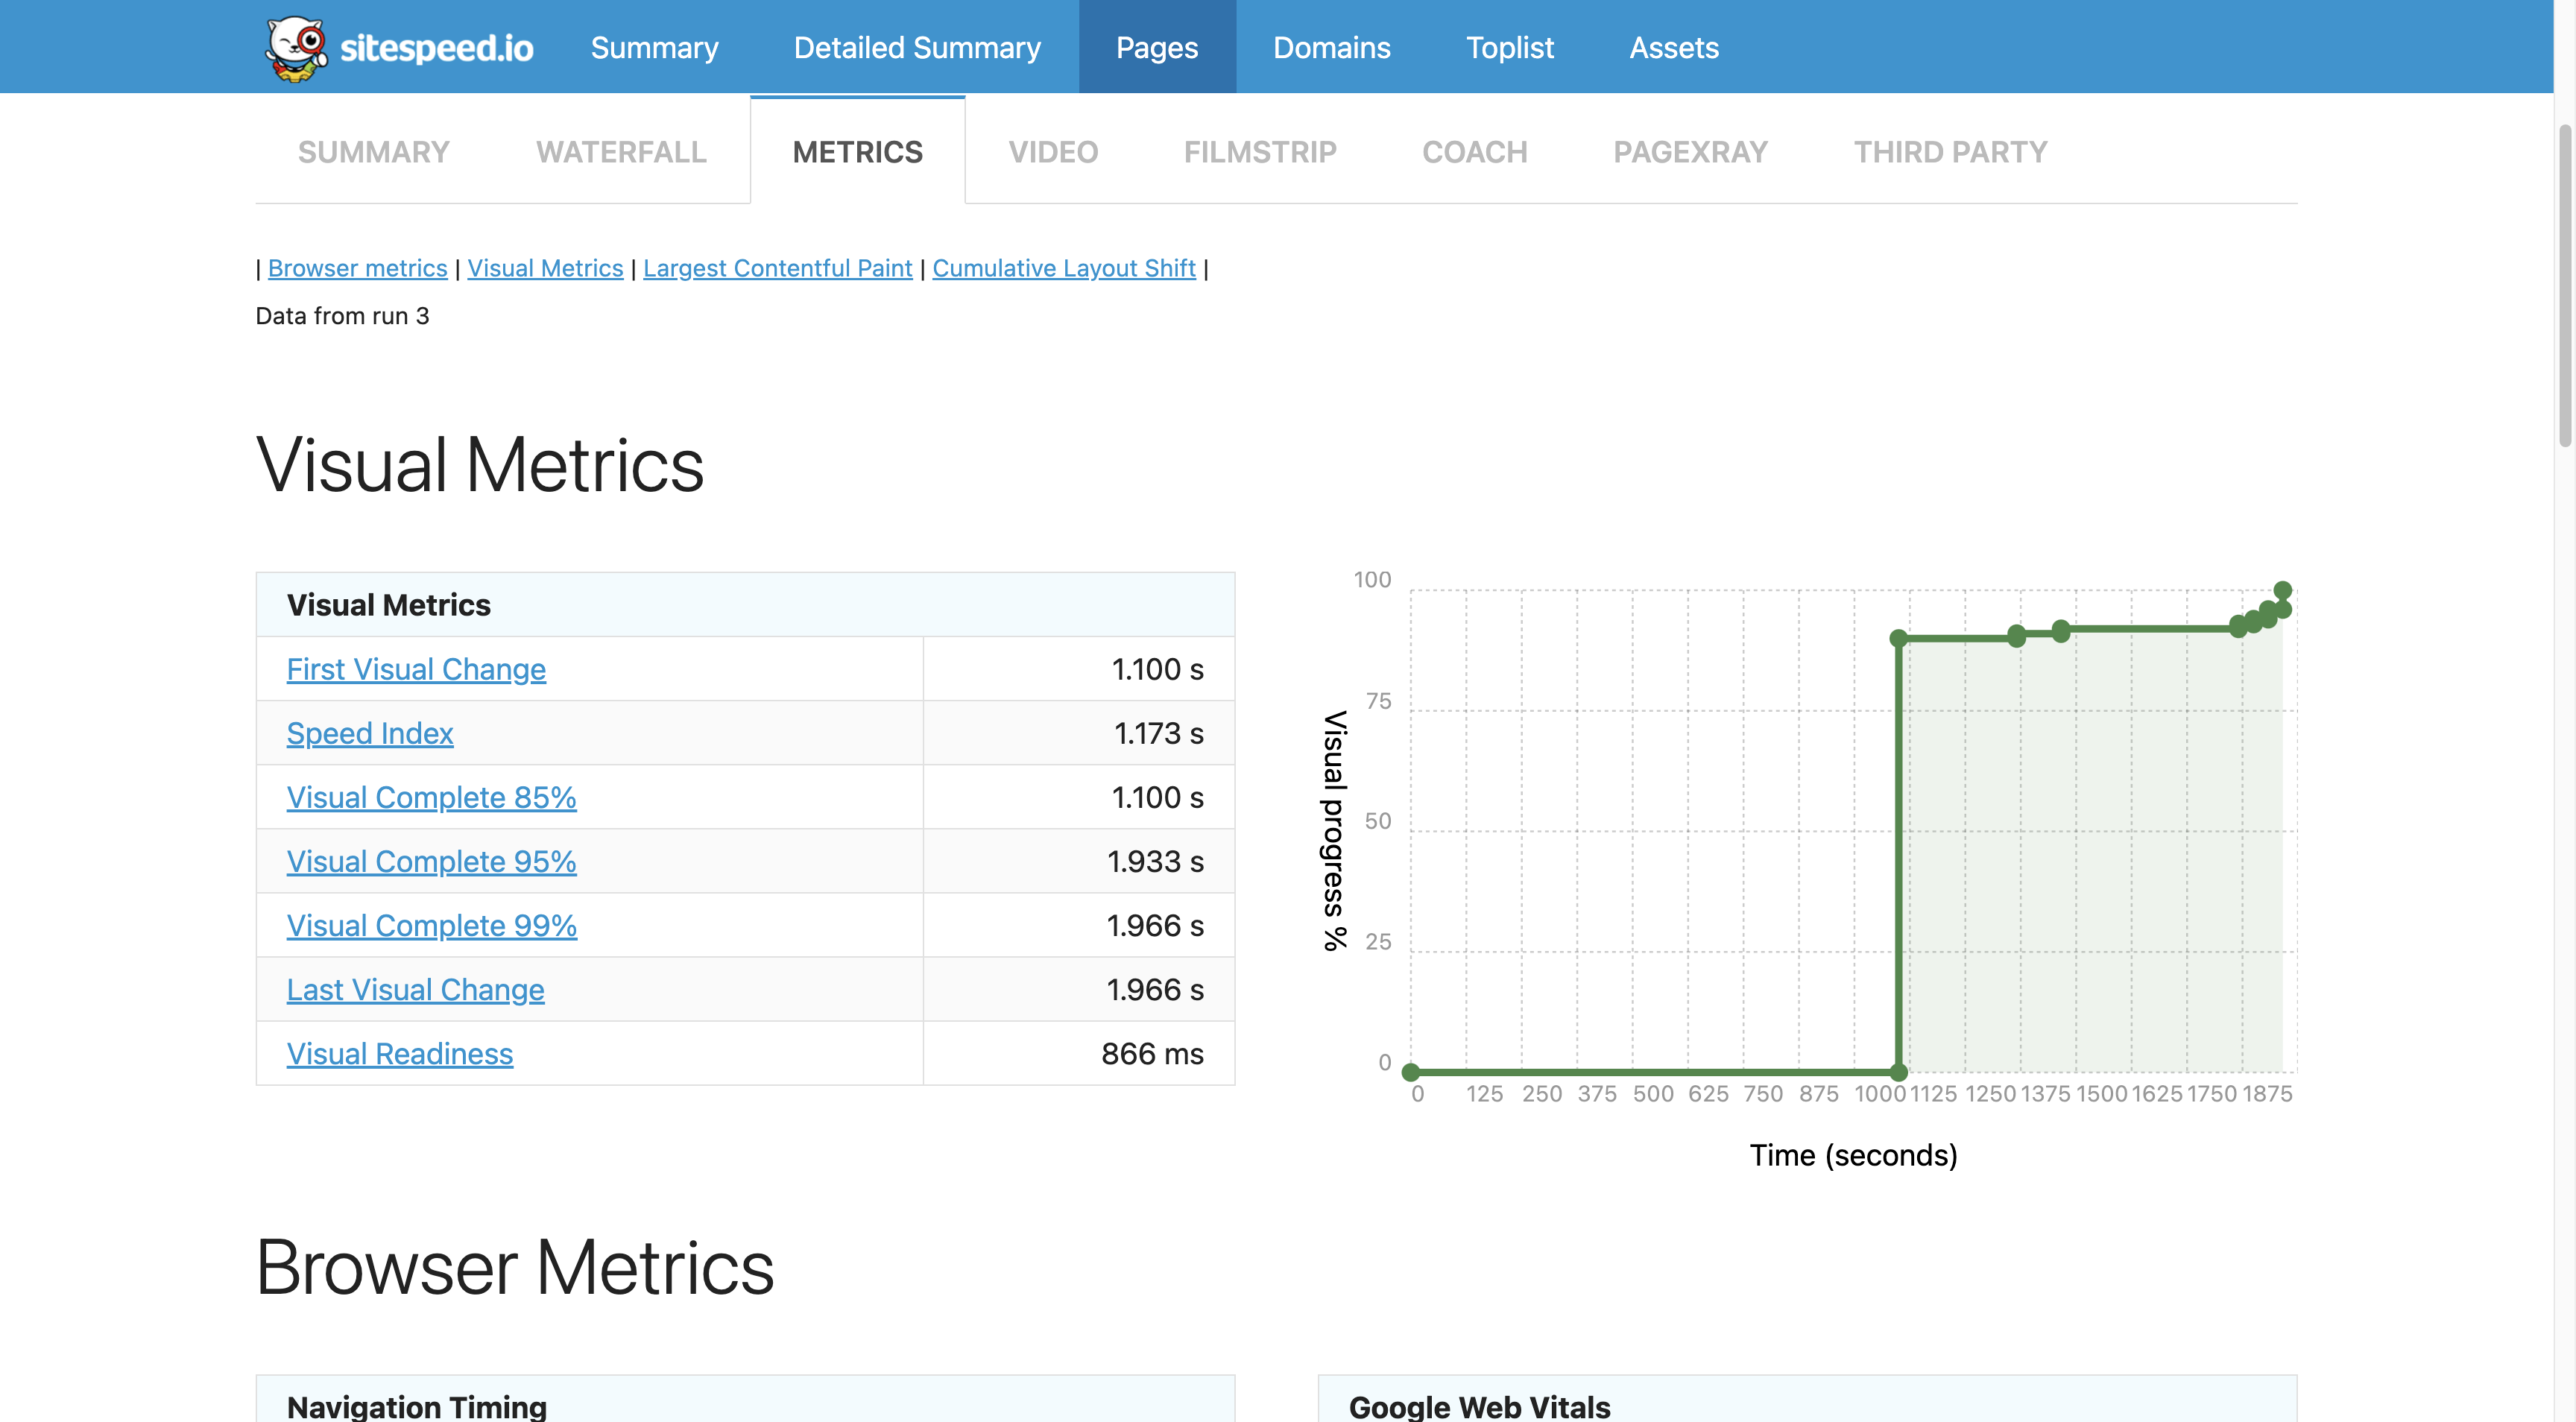 sitespeed.io Summary Detailed Summary Pages Domains Toplist Assets
SUMMARY WATERFALL METRICS VIDEO FILMSTRIP COACH PAGEXRAY THIRD PARTY
| Browser metrics | Visual Metrics | Largest Contentful Paint | Cumulative Layout Shift |
Data from run 3
Visual Metrics
Visual Metrics
First Visual Change 1.100 s
Speed Index 1.173 s
Visual Complete 85% 1.100 s
Visual Complete 95% 1.933 s
Visual Complete 99% 1.966 s
Last Visual Change 1.966 s
Visual Readiness 866 ms
100
75
50
25
0
Visual progress %
0 125 250 375 500 625 750 875 1000 1125 1250 1375 1500 1625 1750 1875
Time (seconds)
Browser Metrics
Navigation Timing
Google Web Vitals